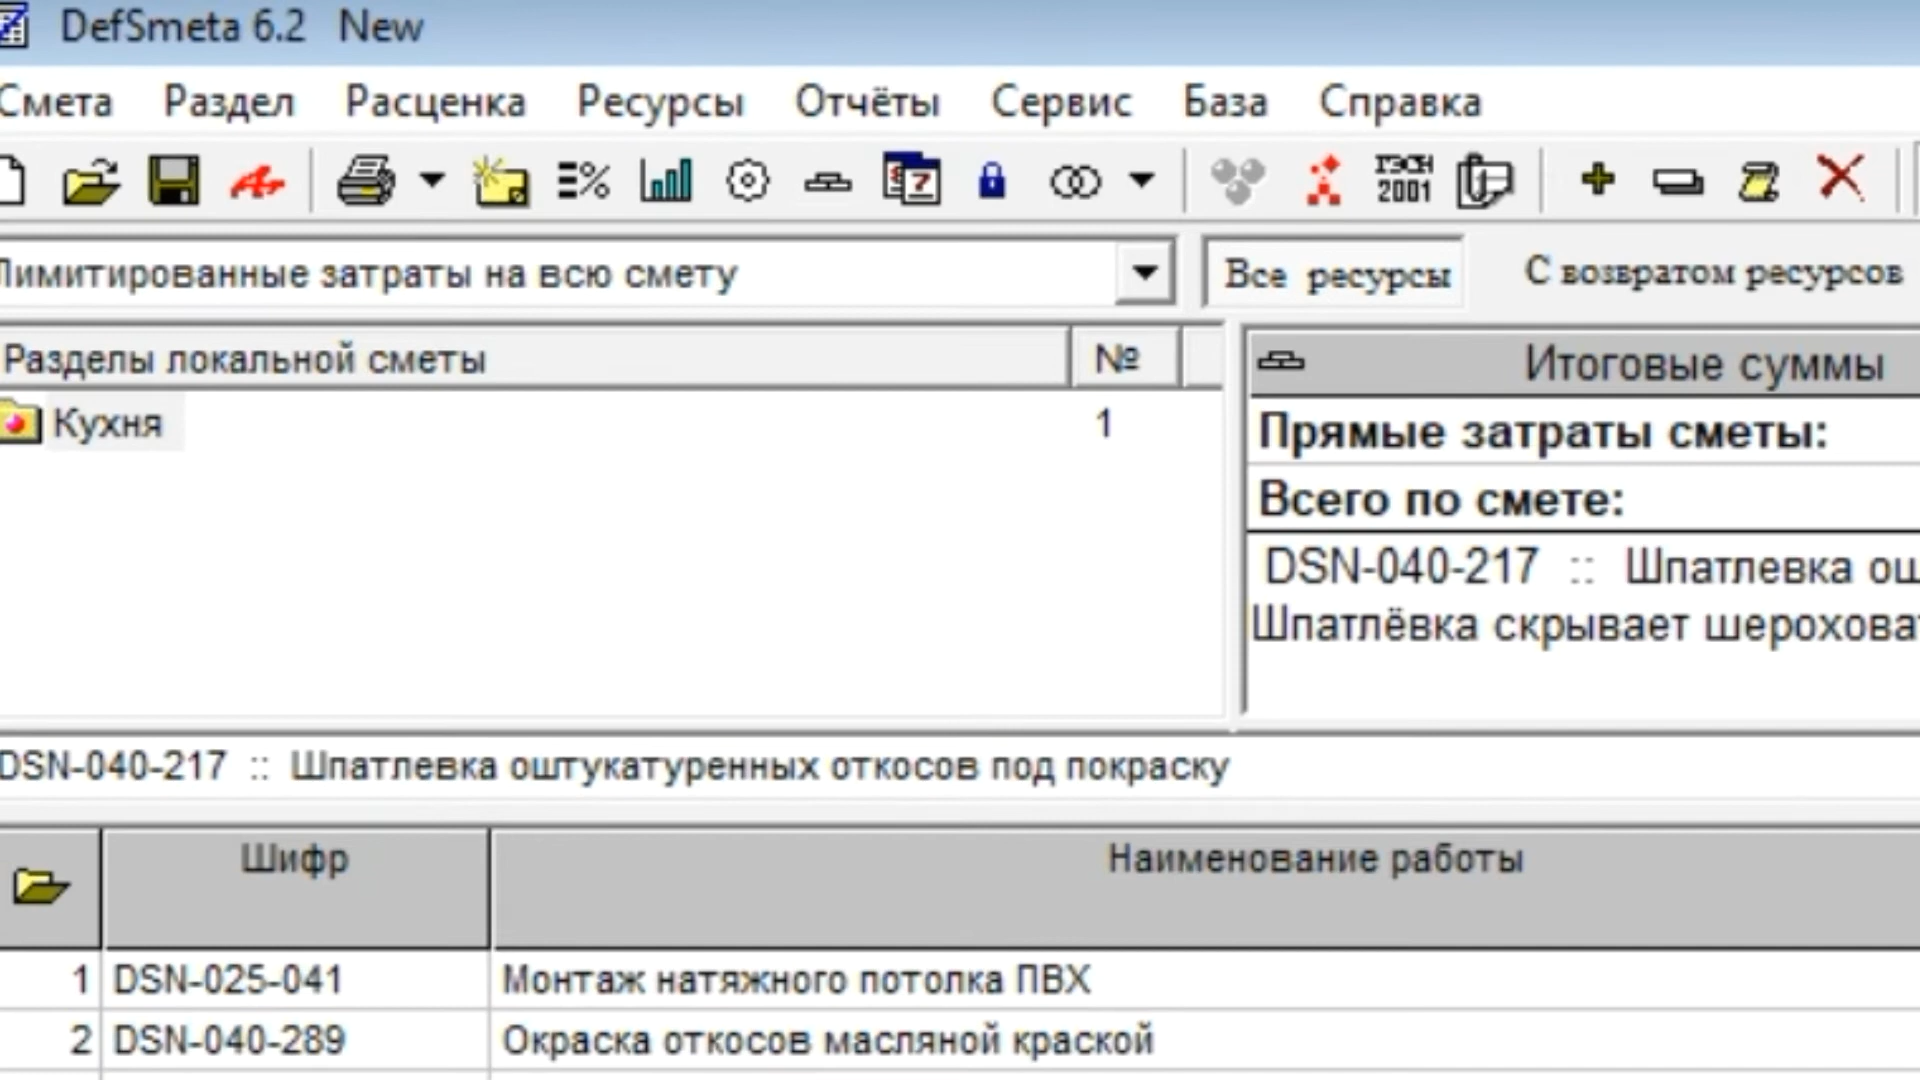 DefSmeta 6.2 New
Смета Раздел Расценка Ресурсы Отчёты Сервис База Справка
ГЭСН 2001
Лимитированные затраты на всю смету
Все ресурсы
С возвратом ресурсов
Разделы локальной сметы №
Кухня 1
Итоговые суммы
Прямые затраты сметы:
Всего по смете:
DSN-040-217 :: Шпатлевка ош
Шпатлёвка скрывает шерохова
DSN-040-217 :: Шпатлевка оштукатуренных откосов под покраску
Шифр Наименование работы
1 DSN-025-041 Монтаж натяжного потолка ПВХ
2 DSN-040-289 Окраска откосов масляной краской